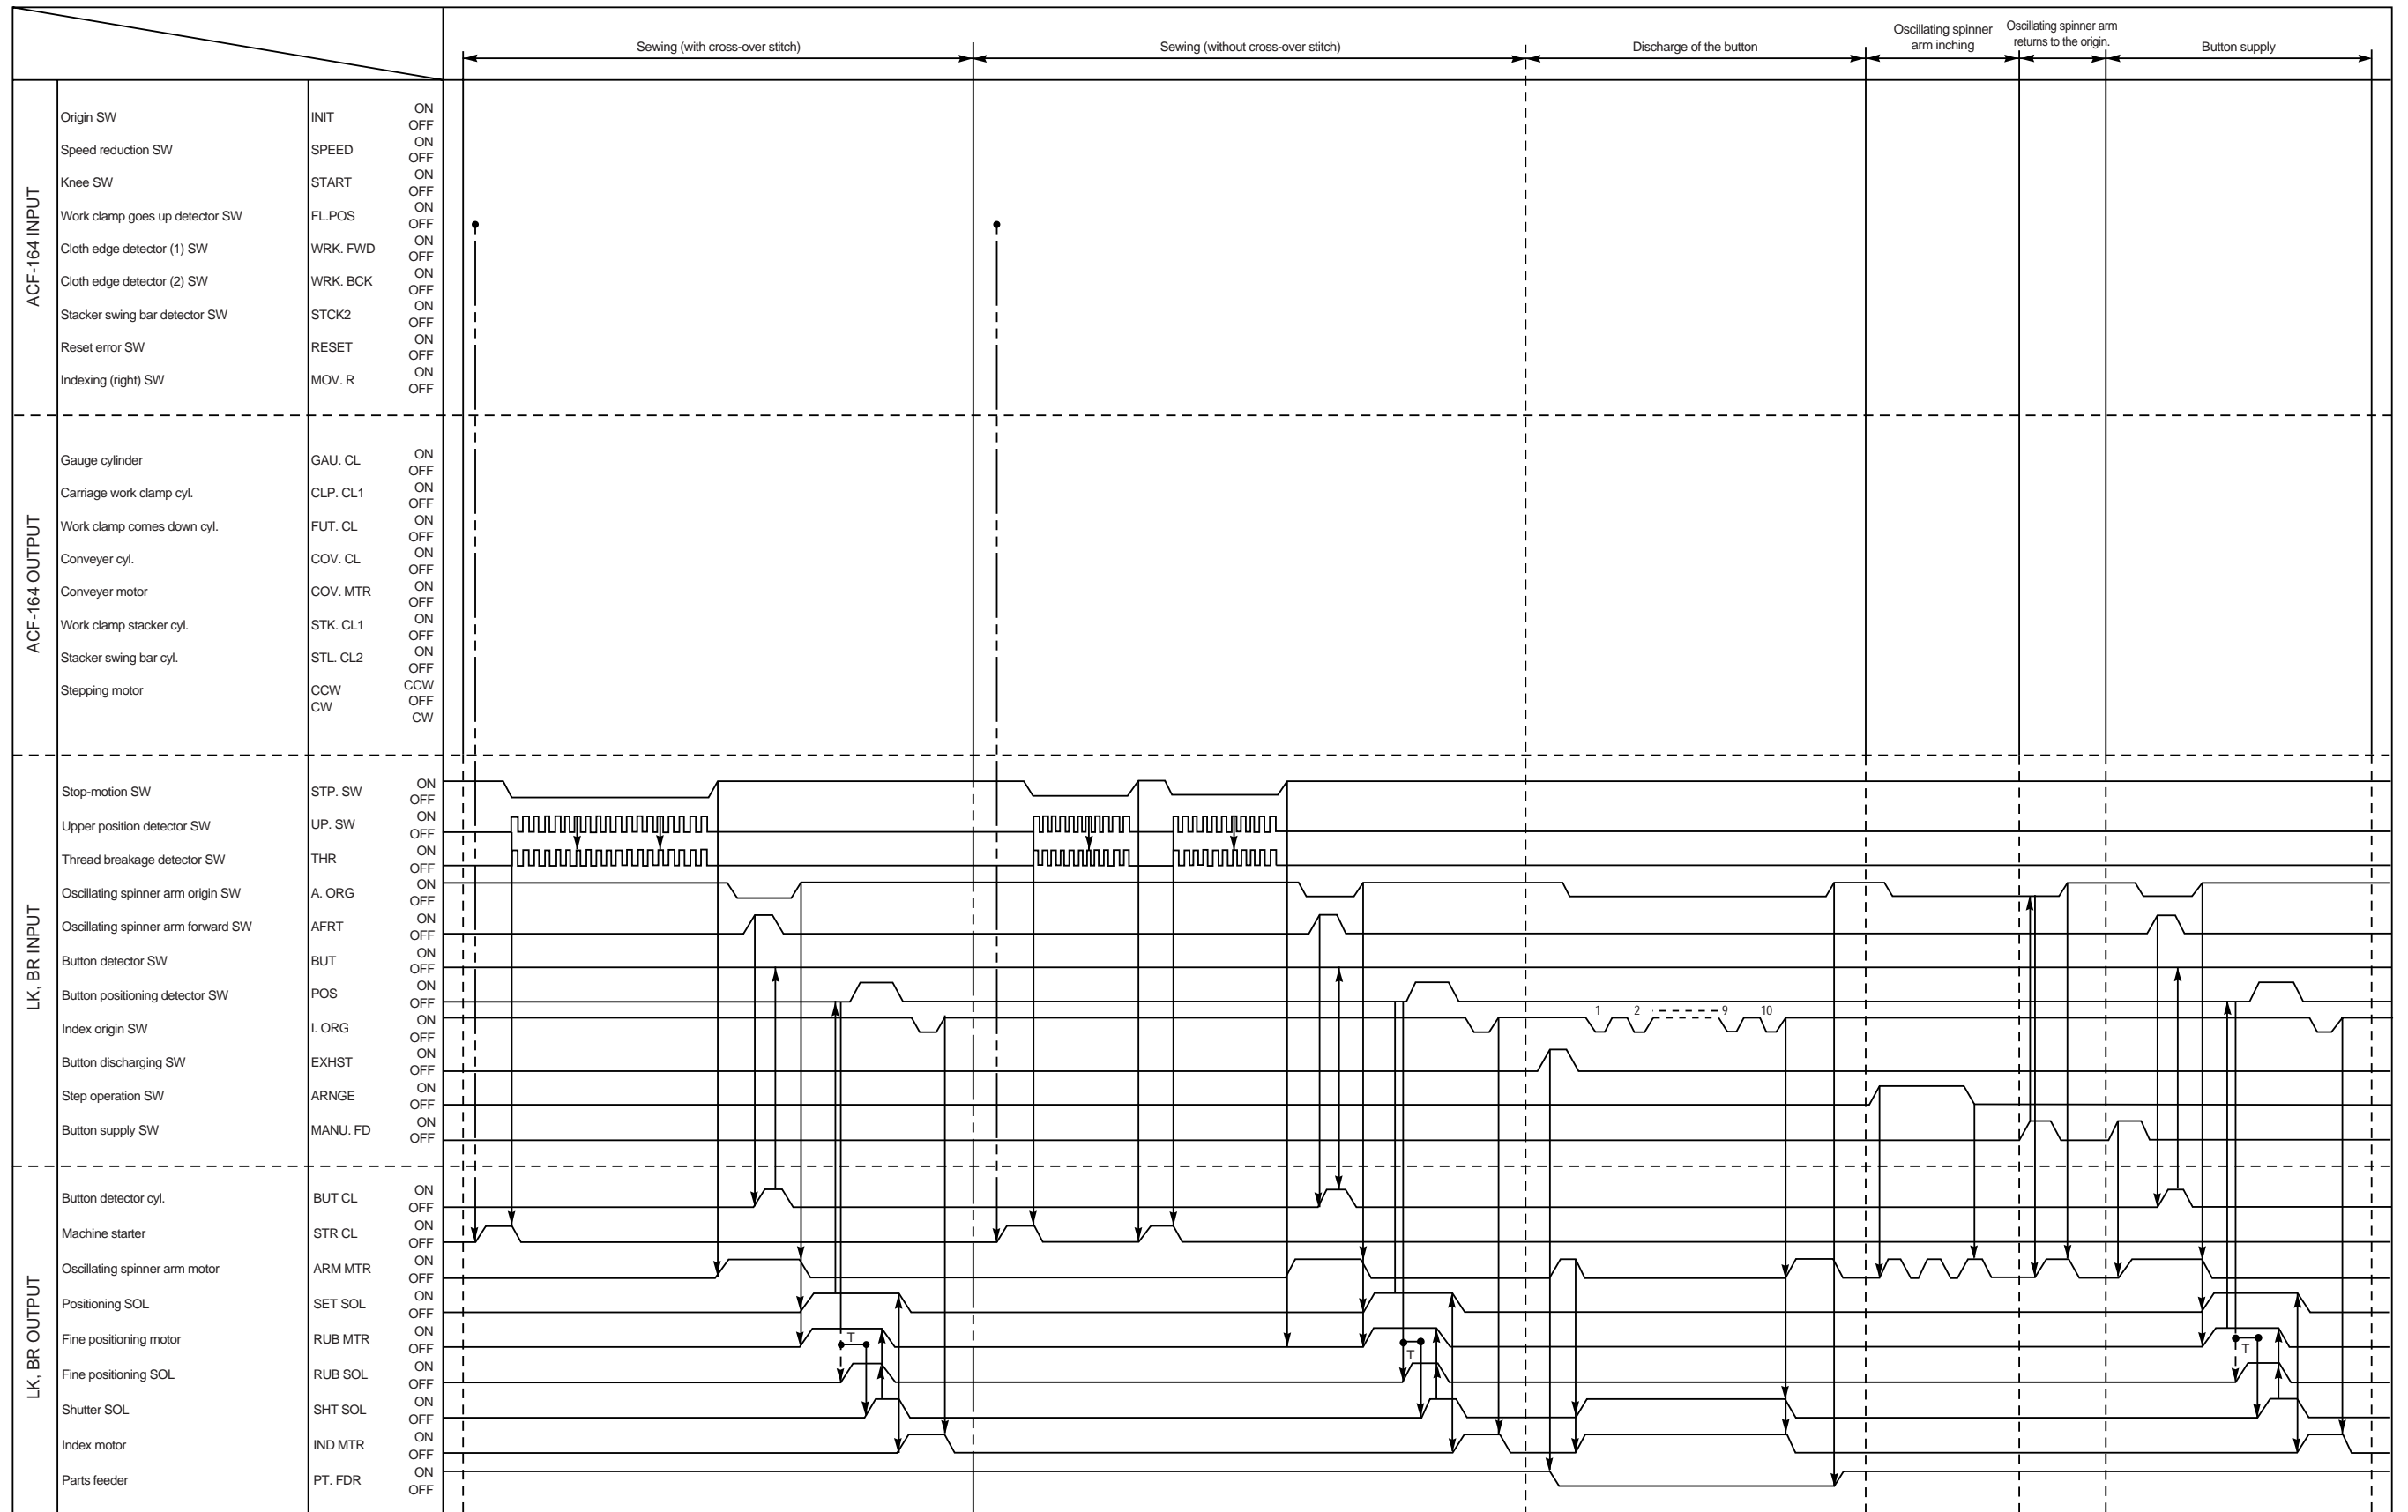 Sewing (with cross-over stitch)
Sewing (without cross-over stitch)
Discharge of the button
Oscillating spinner
arm inching
Oscillating spinner arm
returns to the origin.
Button supply
ACF-164 INPUT
Origin SW INIT ON
OFF
Speed reduction SW SPEED ON
OFF
Knee SW START ON
OFF
Work clamp goes up detector SW FL.POS ON
OFF
Cloth edge detector (1) SW WRK. FWD ON
OFF
Cloth edge detector (2) SW WRK. BCK ON
OFF
Stacker swing bar detector SW STCK2 ON
OFF
Reset error SW RESET ON
OFF
Indexing (right) SW MOV. R ON
OFF
ACF-164 OUTPUT
Gauge cylinder GAU. CL ON
OFF
Carriage work clamp cyl. CLP. CL1 ON
OFF
Work clamp comes down cyl. FUT. CL ON
OFF
Conveyer cyl. COV. CL ON
OFF
Conveyer motor COV. MTR ON
OFF
Work clamp stacker cyl. STK. CL1 ON
OFF
Stacker swing bar cyl. STL. CL2 ON
OFF
Stepping motor CCW CCW
CW OFF
CW
LK, BR INPUT
Stop-motion SW STP. SW ON
OFF
Upper position detector SW UP. SW ON
OFF
Thread breakage detector SW THR ON
OFF
Oscillating spinner arm origin SW A. ORG ON
OFF
Oscillating spinner arm forward SW AFRT ON
OFF
Button detector SW BUT ON
OFF
Button positioning detector SW POS ON
OFF
Index origin SW I. ORG ON
OFF
1 2 9 10
Button discharging SW EXHST ON
OFF
Step operation SW ARNGE ON
OFF
Button supply SW MANU. FD ON
OFF
LK, BR OUTPUT
Button detector cyl. BUT CL ON
OFF
Machine starter STR CL ON
OFF
Oscillating spinner arm motor ARM MTR ON
OFF
Positioning SOL SET SOL ON
OFF
Fine positioning motor RUB MTR ON
OFF
T T T
Fine positioning SOL RUB SOL ON
OFF
Shutter SOL SHT SOL ON
OFF
Index motor IND MTR ON
OFF
Parts feeder PT. FDR ON
OFF